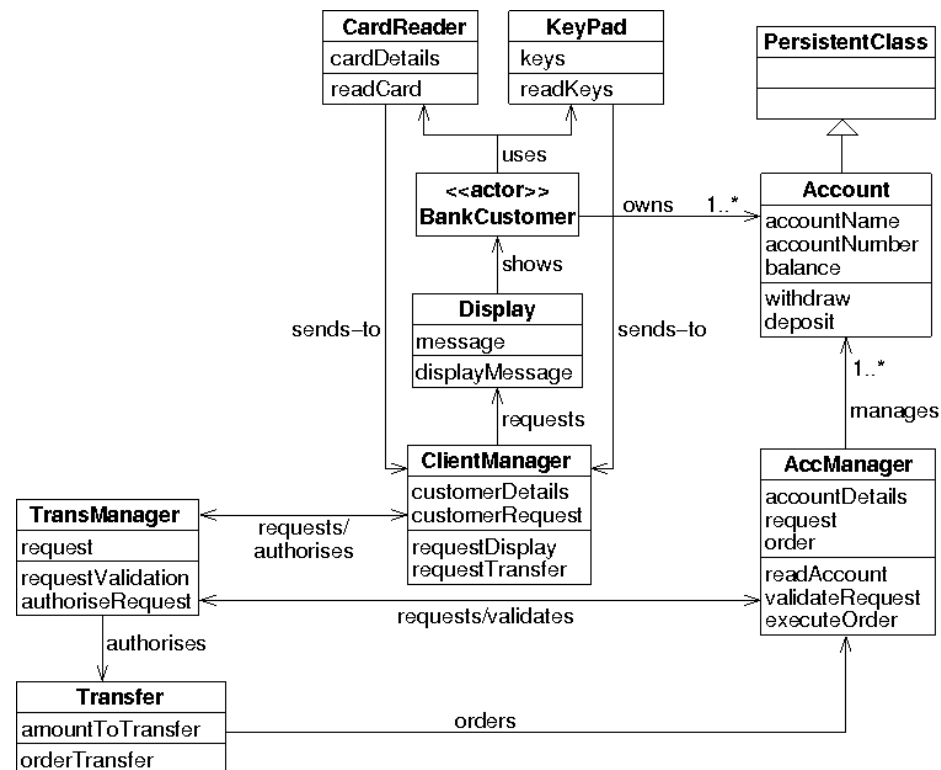 CardReader
cardDetails
readCard
KeyPad
keys
readKeys
PersistentClass
uses
<<actor>>
BankCustomer
owns
1..*
Account
accountName
accountNumber
balance
withdraw
deposit
shows
Display
message
displayMessage
sends-to
sends-to
1..*
manages
requests
ClientManager
customerDetails
customerRequest
requestDisplay
requestTransfer
AccManager
accountDetails
request
order
readAccount
validateRequest
executeOrder
TransManager
request
requestValidation
authoriseRequest
requests/
authorises
requests/validates
authorises
Transfer
amountToTransfer
orderTransfer
orders